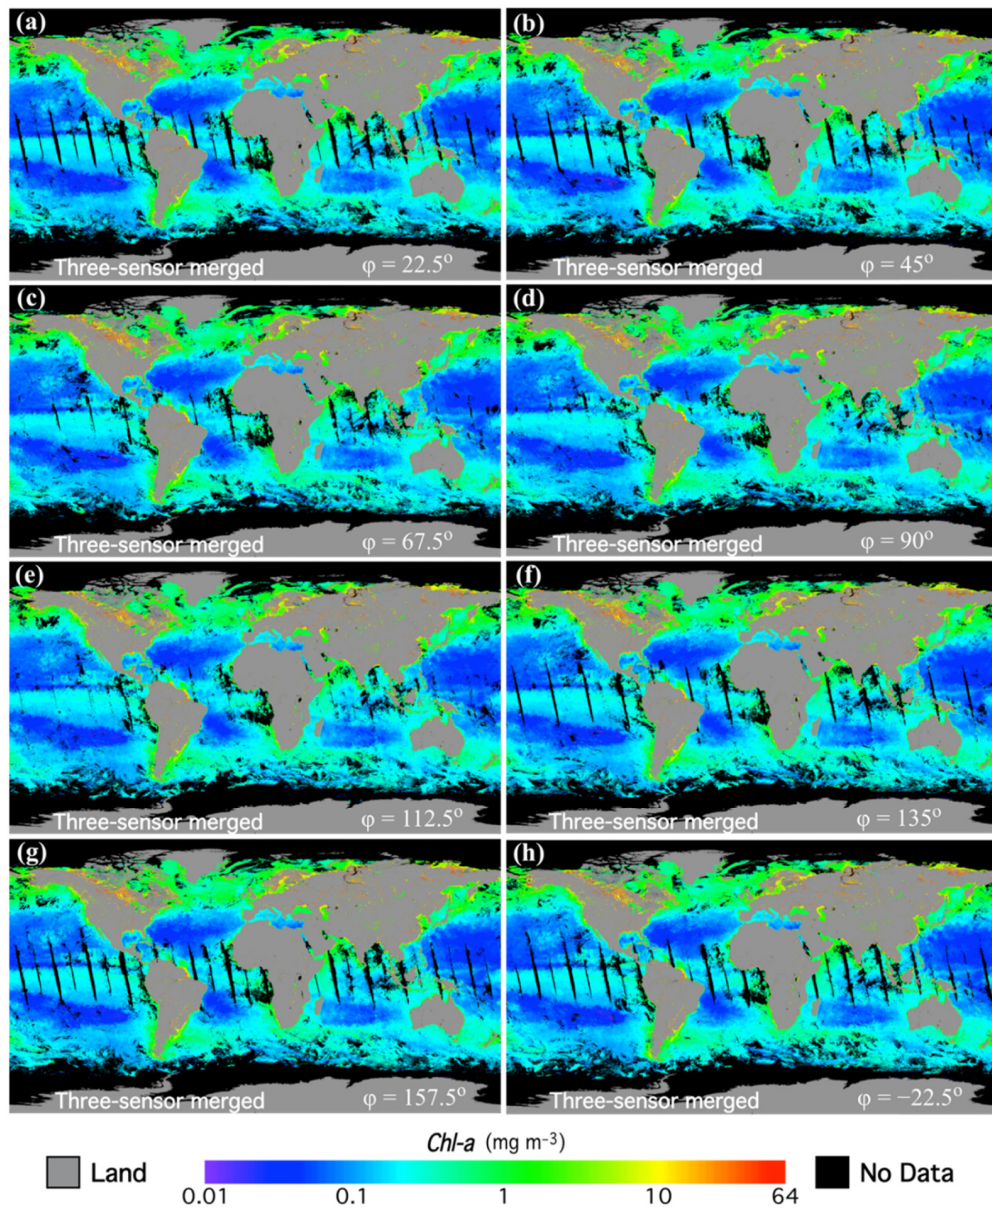 (a)
(b)
Three-sensor merged
φ = 22.5°
Three-sensor merged
φ = 45°
(c)
(d)
Three-sensor merged
φ = 67.5°
Three-sensor merged
φ = 90°
(e)
(f)
Three-sensor merged
φ = 112.5°
Three-sensor merged
φ = 135°
(g)
(h)
Three-sensor merged
φ = 157.5°
Three-sensor merged
φ = −22.5°
Chl-a (mg m⁻³)
Land
No Data
0.01 0.1 1 10 64